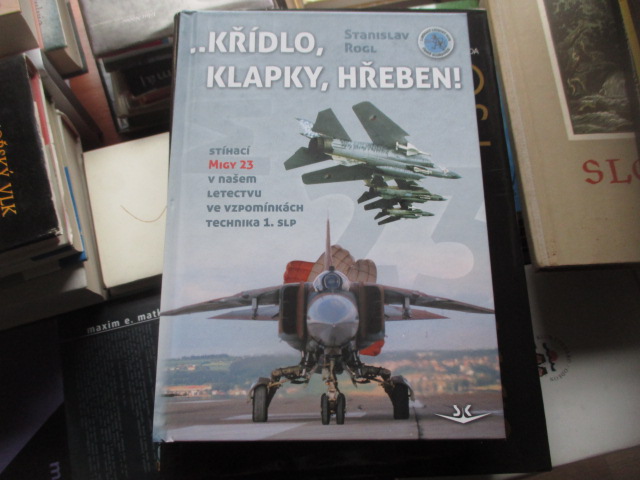 ..KŘÍDLO,
KLAPKY, HŘEBEN!
STANISLAV
ROGL
STÍHACÍ
MIGY 23
V NAŠEM
LETECTVU
VE VZPOMÍNKÁCH
TECHNIKA 1. SLP
23
VLK
maxim e. mat
SLO